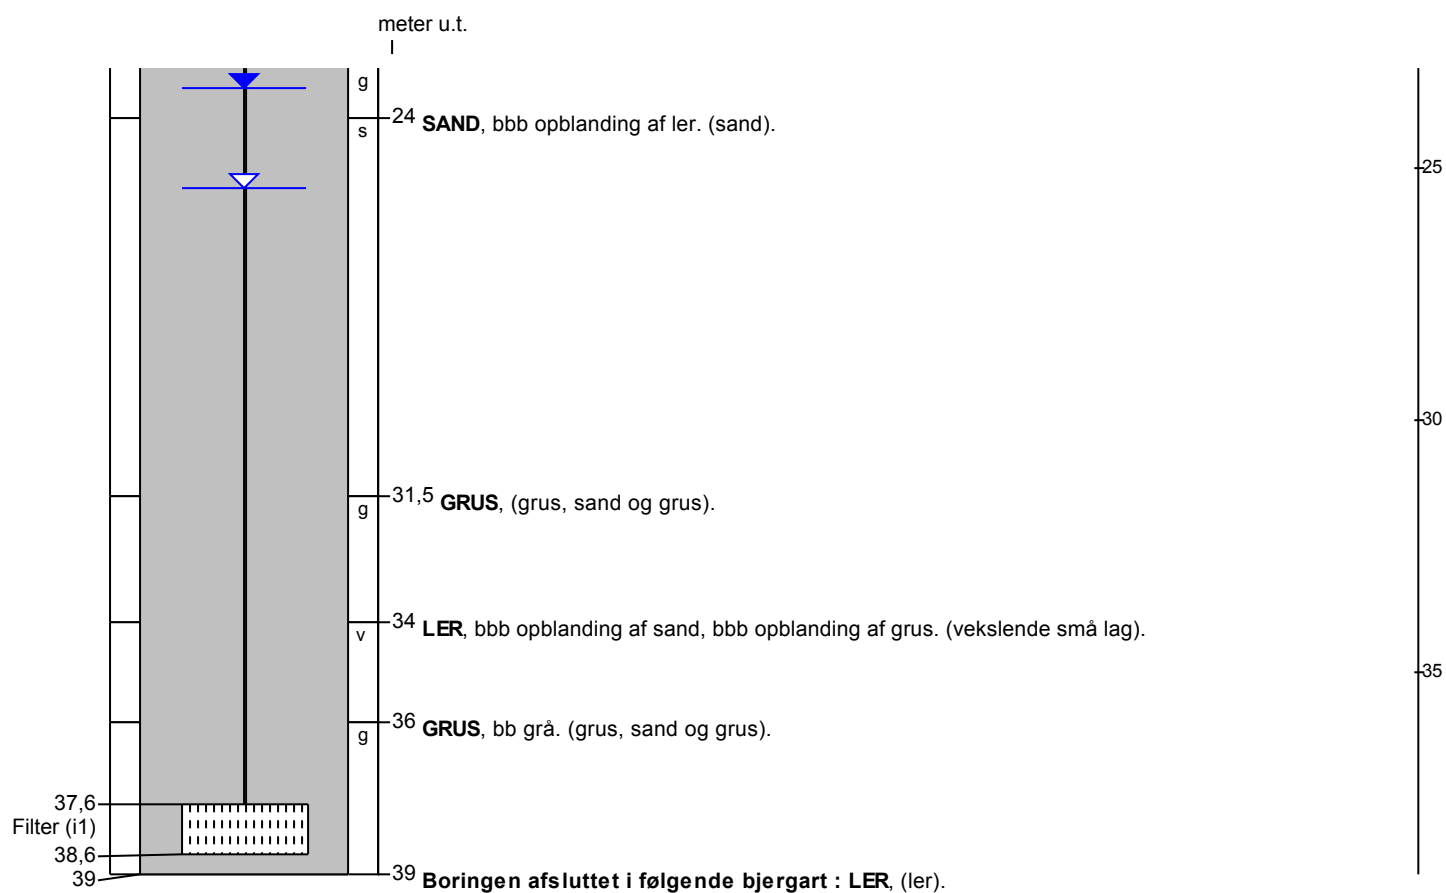 meter u.t.
g
24 SAND, bbb opblanding af ler. (sand).
s
25
30
31,5 GRUS, (grus, sand og grus).
g
34 LER, bbb opblanding af sand, bbb opblanding af grus. (vekslende små lag).
v
35
36 GRUS, bb grå. (grus, sand og grus).
g
37,6
Filter (i1)
38,6
39
39 Boringen afsluttet i følgende bjergart : LER, (ler).